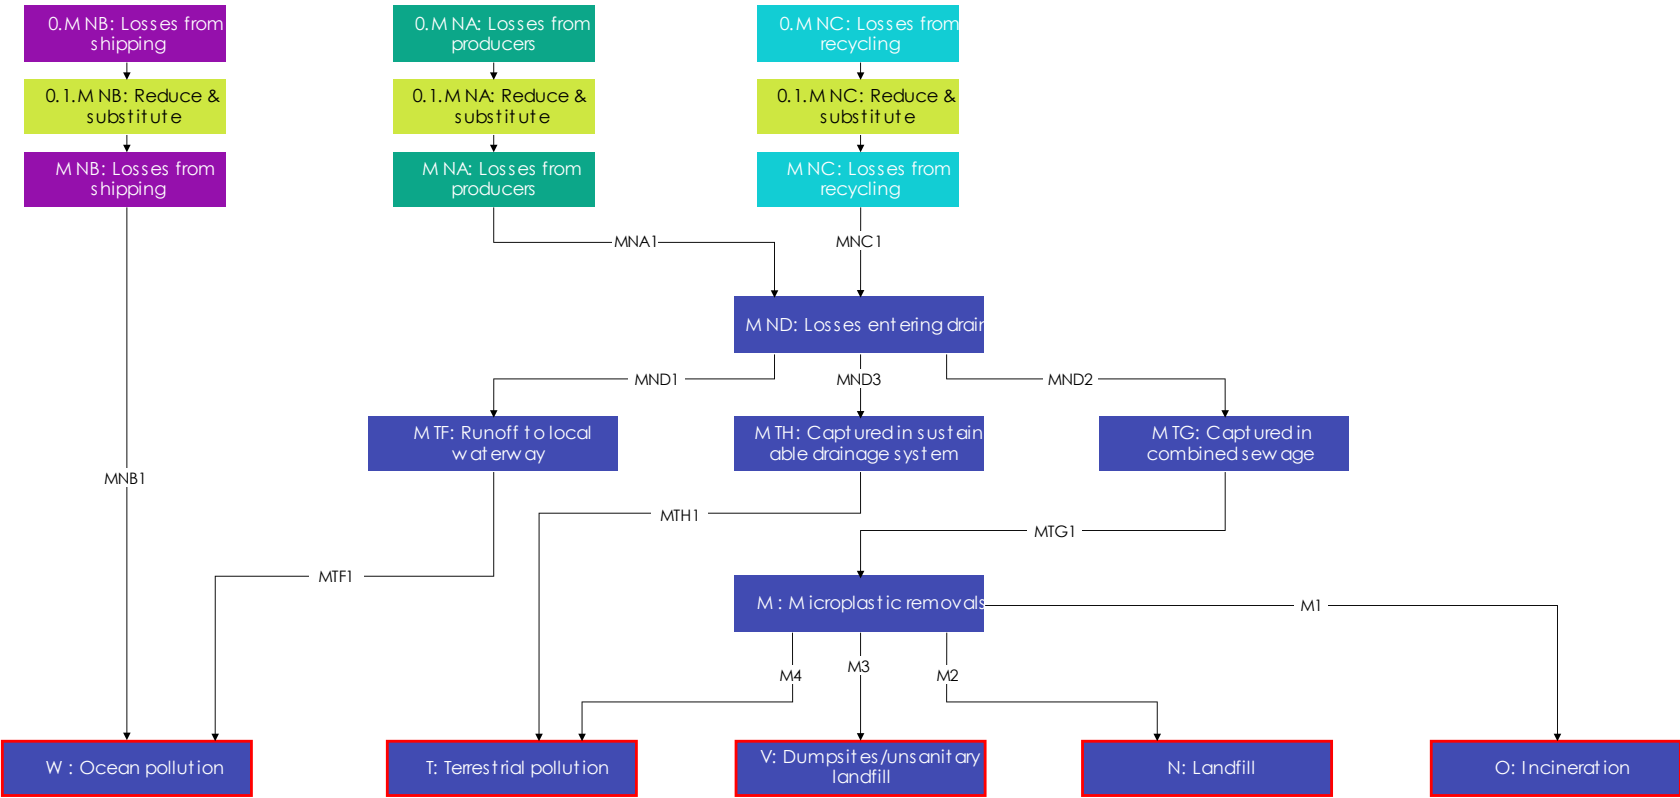 0.MNB: Losses from
shipping
0.MNA: Losses from
producers
0.MNC: Losses from
recycling
0.1.MNB: Reduce &
substitute
0.1.MNA: Reduce &
substitute
0.1.MNC: Reduce &
substitute
MNB: Losses from
shipping
MNA: Losses from
producers
MNC: Losses from
recycling
MNA1
MNC1
MND: Losses entering drain
MND1
MND3
MND2
MTF: Runoff to local
waterway
MTH: Captured in sustain
able drainage system
MTG: Captured in
combined sewage
MNB1
MTH1
MTG1
MTF1
M: Microplastic removals
M1
M4
M3
M2
W: Ocean pollution
T: Terrestrial pollution
V: Dumpsites/unsanitary
landfill
N: Landfill
O: Incineration